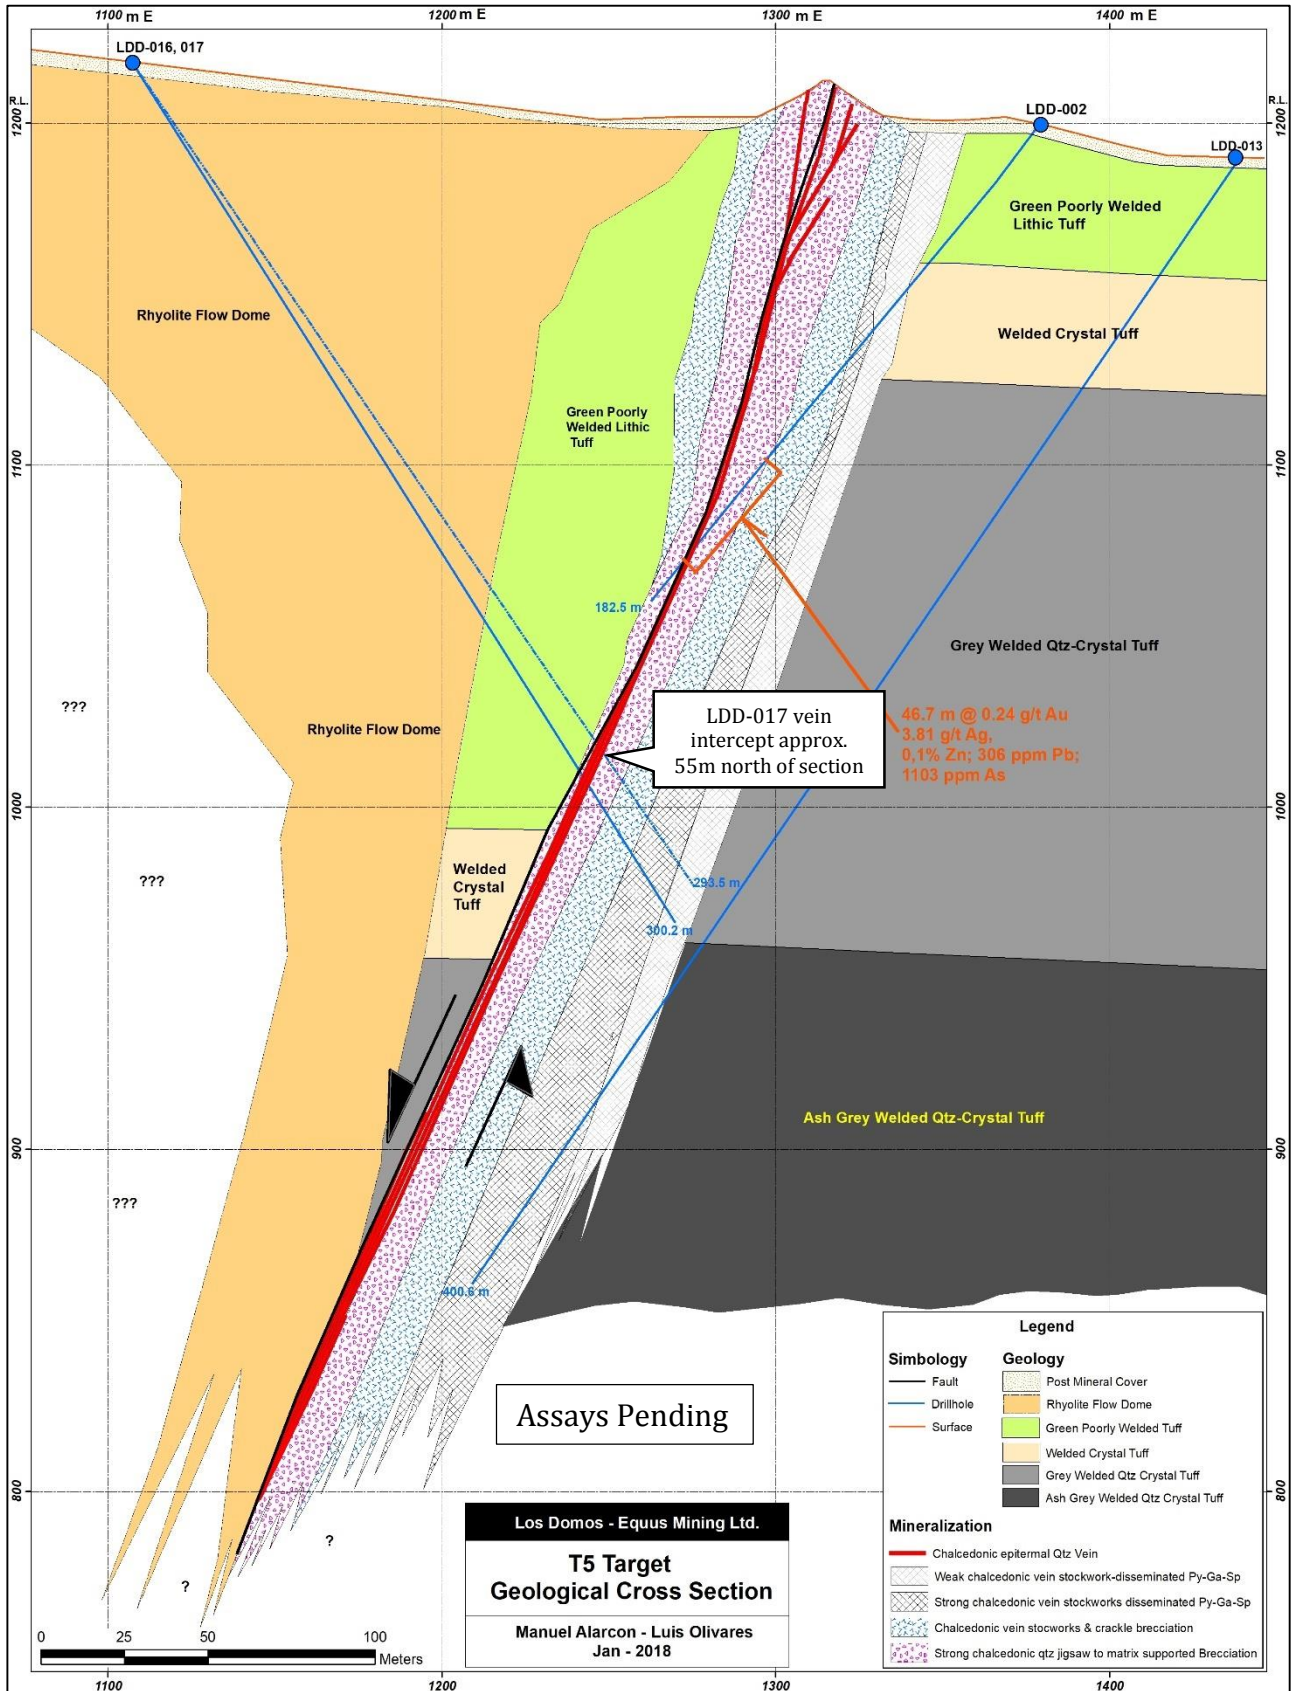 1100 m E
1200 m E
1300 m E
1400 m E
LDD-016, 017
R.L.
1200
LDD-002
R.L.
1200
LDD-013
Green Poorly Welded
Lithic Tuff
Rhyolite Flow Dome
Welded Crystal Tuff
Green Poorly
Welded Lithic
Tuff
1100
1100
182.5 m
Grey Welded Qtz-Crystal Tuff
???
Rhyolite Flow Dome
LDD-017 vein
intercept approx.
55m north of section
46.7 m @ 0.24 g/t Au
3.81 g/t Ag,
0,1% Zn; 306 ppm Pb;
1103 ppm As
1000
1000
???
Welded
Crystal
Tuff
293.5 m
300.2 m
Ash Grey Welded Qtz-Crystal Tuff
900
900
???
400.6 m
Assays Pending
800
800
?
?
Los Domos - Equus Mining Ltd.
T5 Target
Geological Cross Section
Manuel Alarcon - Luis Olivares
Jan - 2018
0 25 50 100
Meters
Legend
Simbology
Fault
Drillhole
Surface
Geology
Post Mineral Cover
Rhyolite Flow Dome
Green Poorly Welded Tuff
Welded Crystal Tuff
Grey Welded Qtz Crystal Tuff
Ash Grey Welded Qtz Crystal Tuff
Mineralization
Chalcedonic epitermal Qtz Vein
Weak chalcedonic vein stockwork-disseminated Py-Ga-Sp
Strong chalcedonic vein stockworks disseminated Py-Ga-Sp
Chalcedonic vein stocworks & crackle brecciation
Strong chalcedonic qtz jigsaw to matrix supported Brecciation
1100 m E
1200 m E
1300 m E
1400 m E